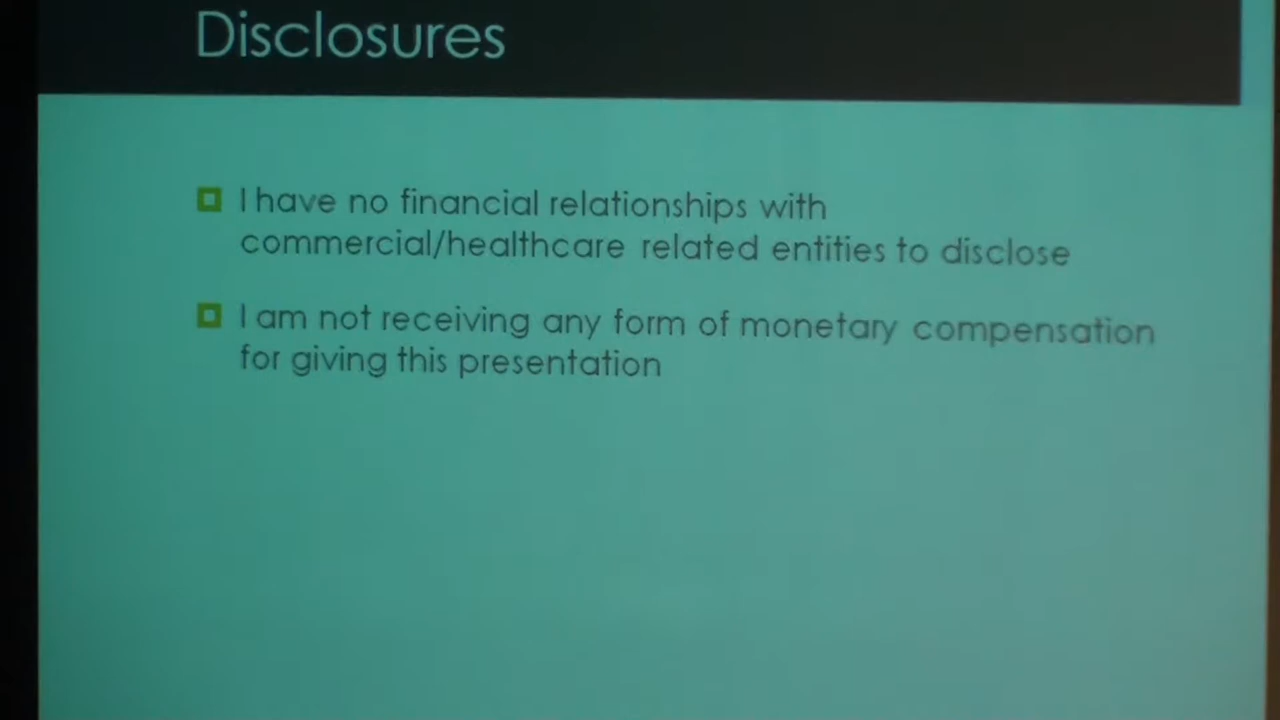 Disclosures
I have no financial relationships with
commercial/healthcare related entities to disclose
I am not receiving any form of monetary compensation
for giving this presentation